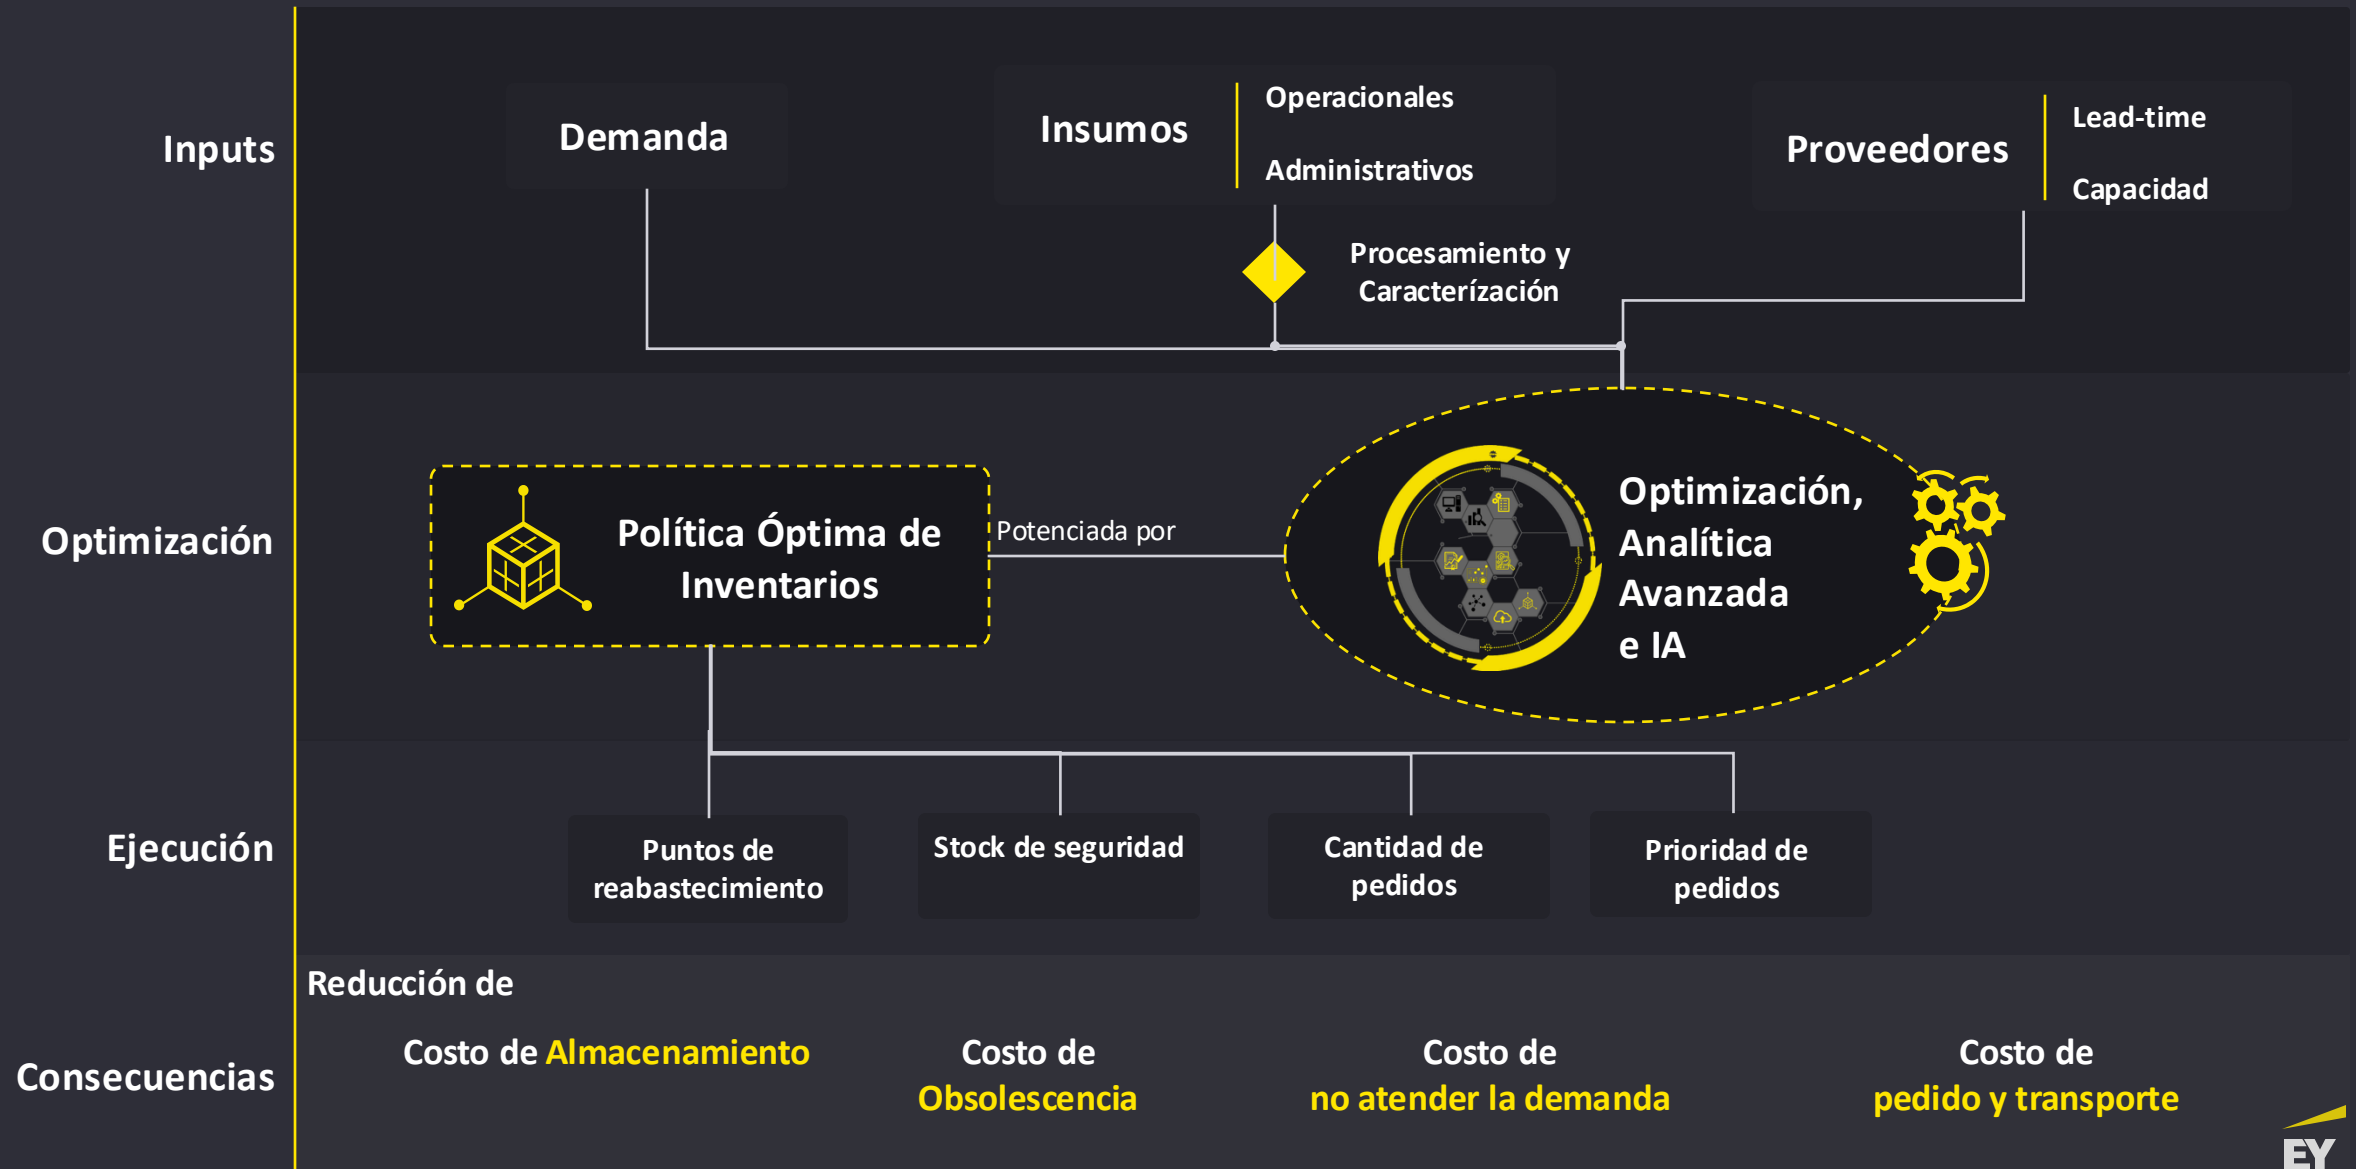 Inputs
Demanda
Insumos
Operacionales
Administrativos
Proveedores
Lead-time
Capacidad
Procesamiento y
Caracterízación
Optimización
Política Óptima de
Inventarios
Potenciada por
Optimización,
Analítica
Avanzada
e IA
Ejecución
Puntos de
reabastecimiento
Stock de seguridad
Cantidad de
pedidos
Prioridad de
pedidos
Consecuencias
Reducción de
Costo de Almacenamiento
Costo de
Obsolescencia
Costo de
no atender la demanda
Costo de
pedido y transporte
EY